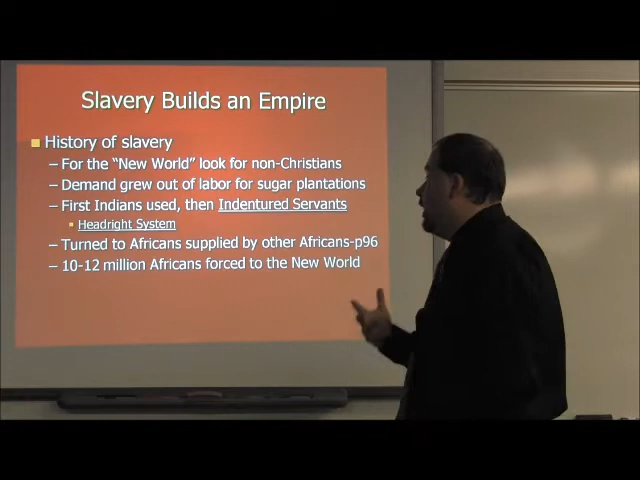 Slavery Builds an Empire
History of slavery
– For the “New World” look for non-Christians
– Demand grew out of labor for sugar plantations
– First Indians used, then Indentured Servants
Headright System
– Turned to Africans supplied by other Africans-p96
– 10-12 million Africans forced to the New World